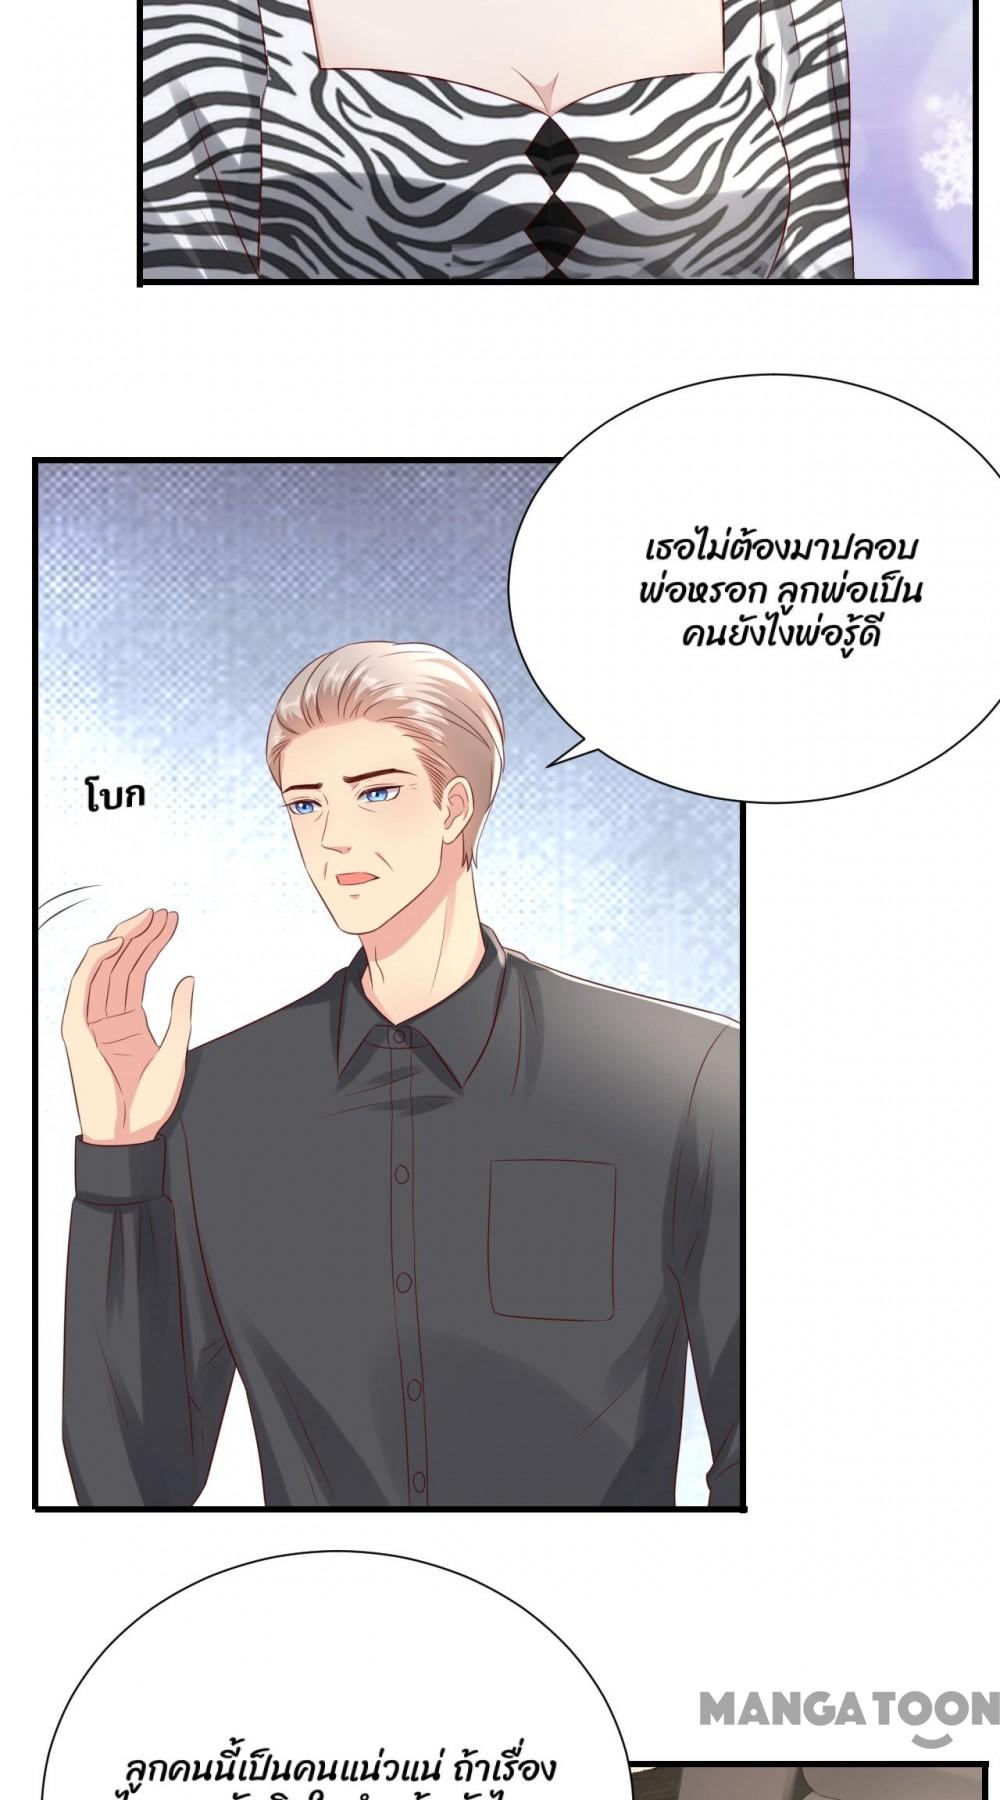 เธอไม่ต้องมาปลอบ
พ่อหรอก ลูกพ่อเป็น
คนยังไงพ่อรู้ดี
โบก
MANGATOON
ลูกคนนี้เป็นคนแน่วแน่ ถ้าเรื่อง